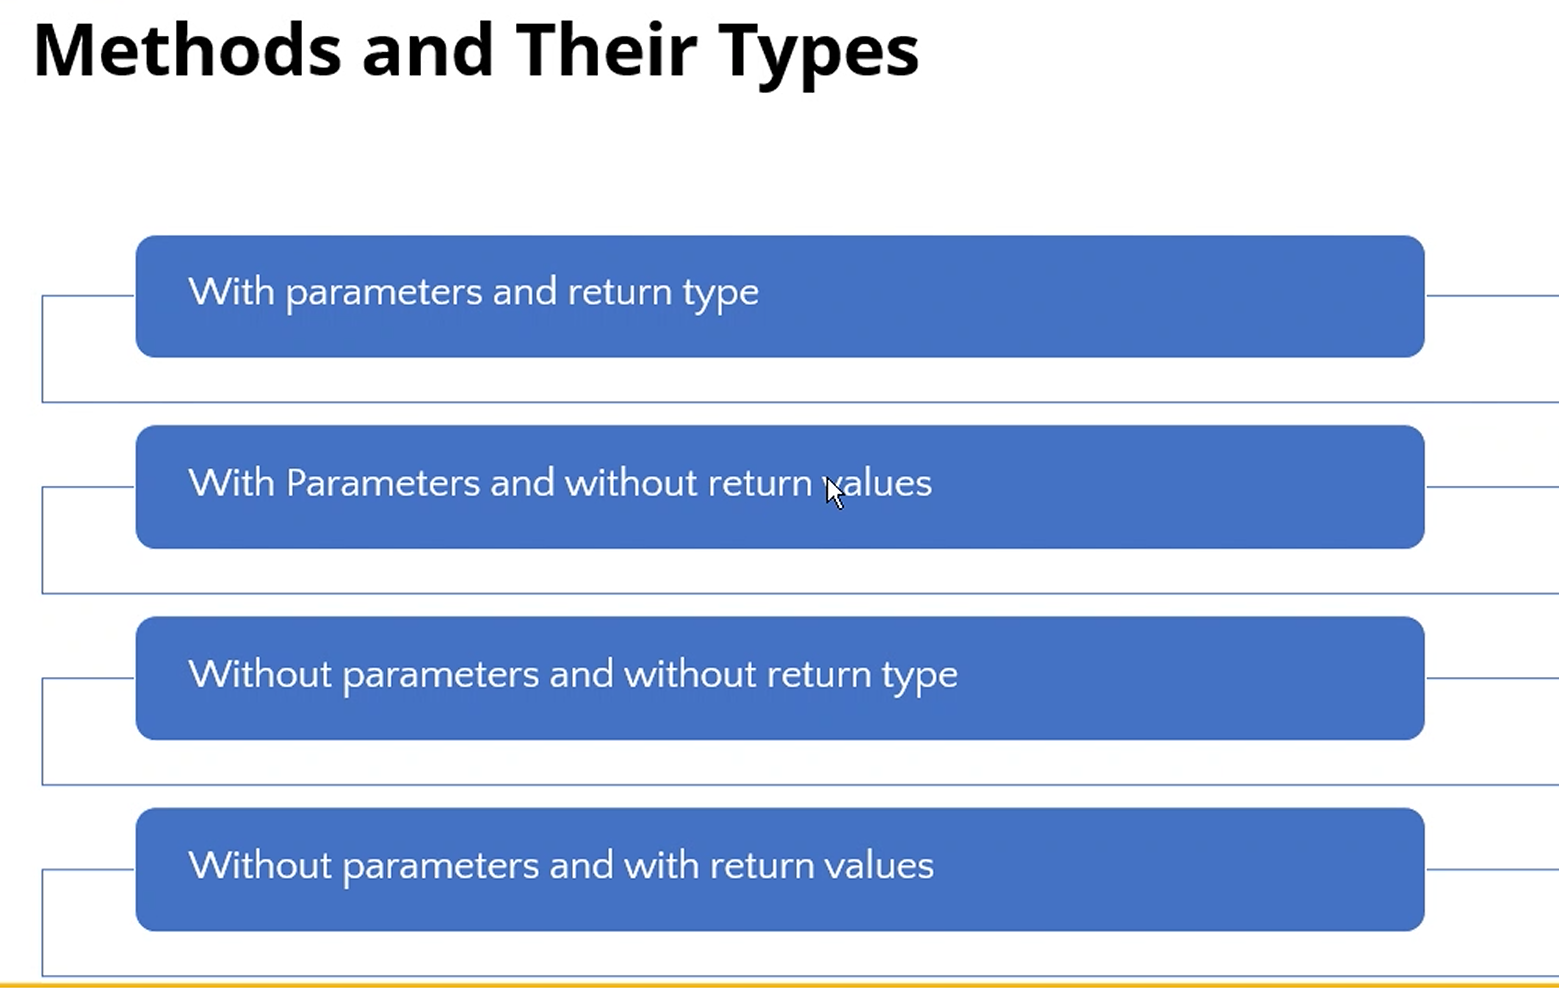 Methods and Their Types
With parameters and return type
With Parameters and without return values
Without parameters and without return type
Without parameters and with return values